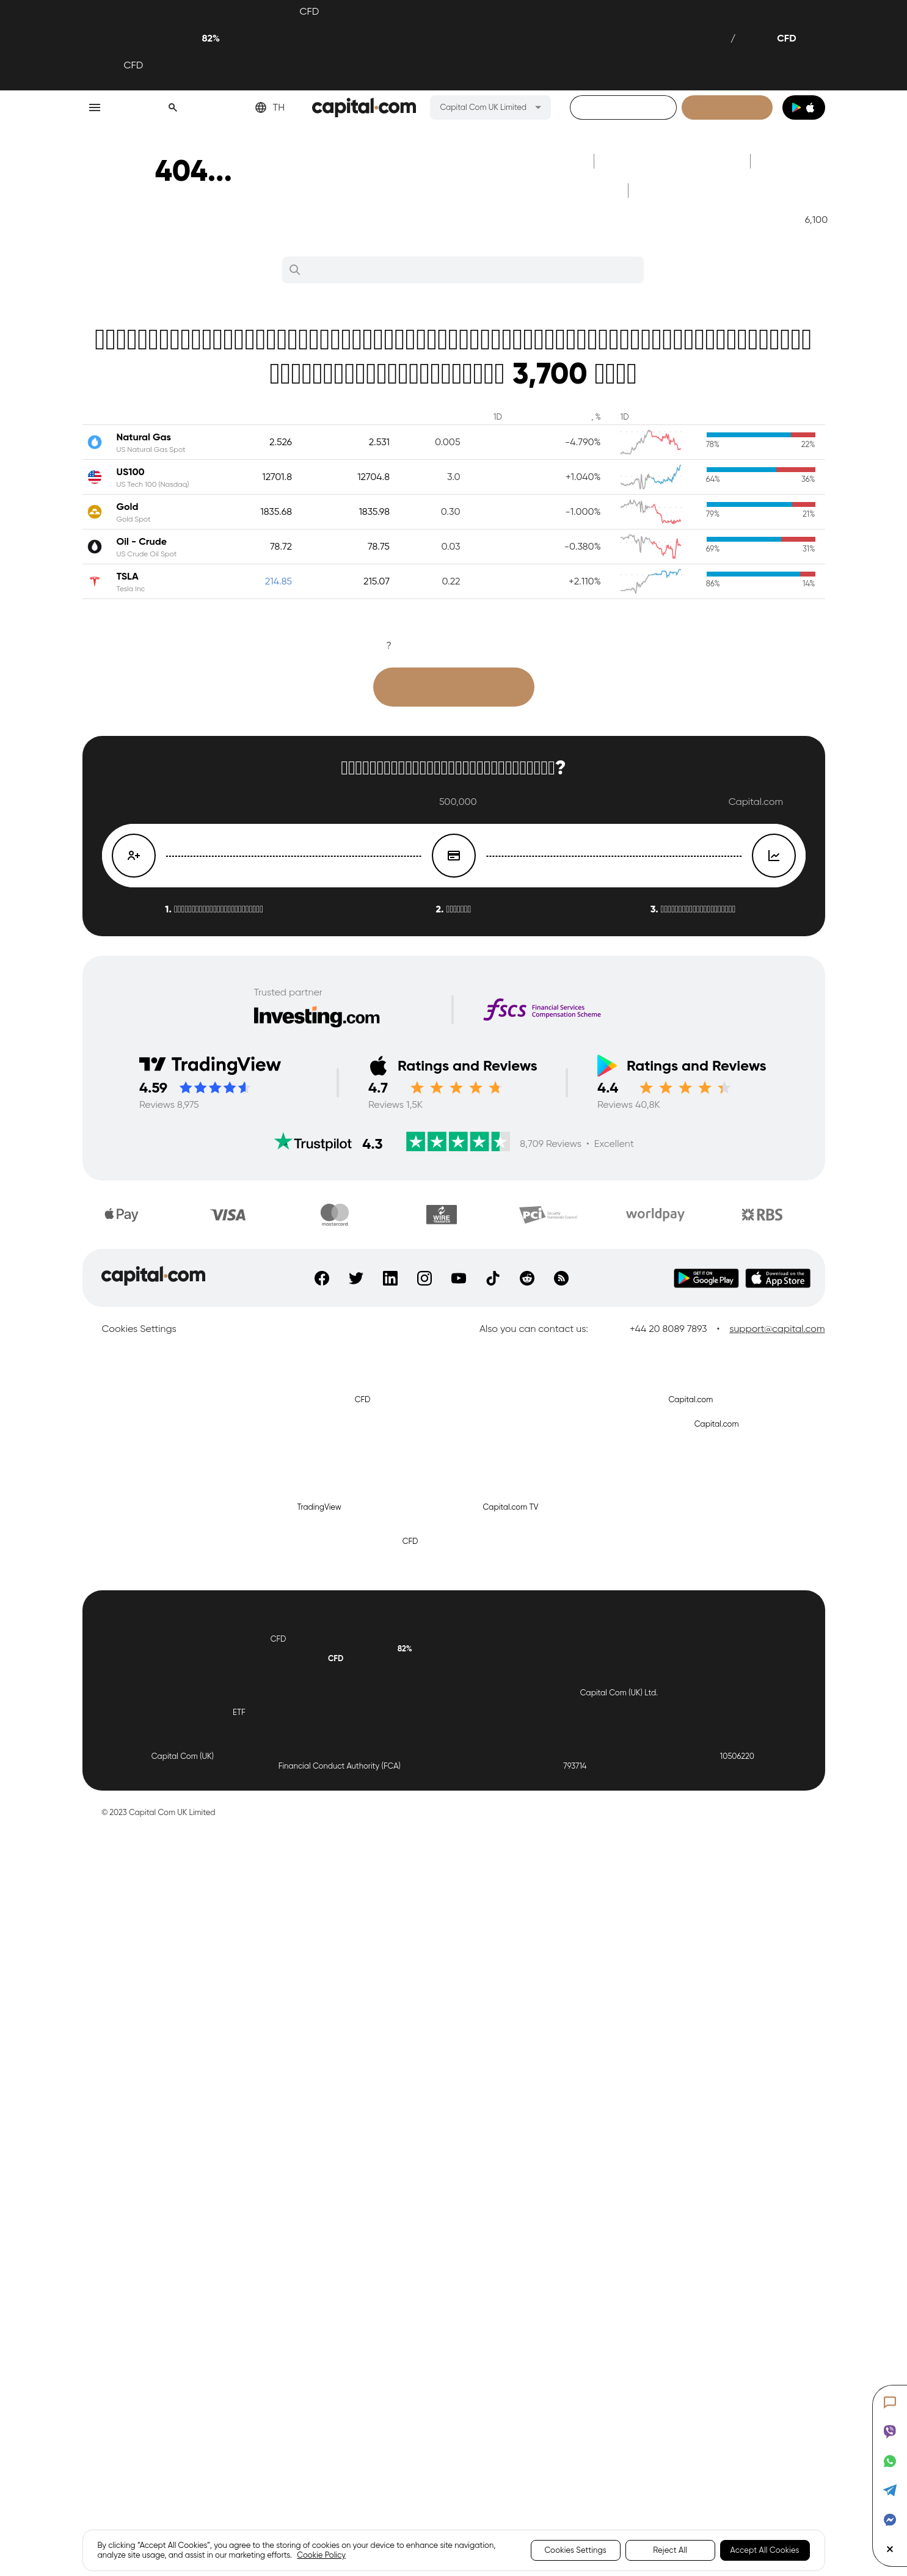 CFD
82% / CFD
CFD
TH
capital.com
Capital Com UK Limited
404...
6,100
3,700
1D , % 1D
Natural Gas 2.526 2.531 0.005 -4.790% 78% 22%
US Natural Gas Spot
US100 12701.8 12704.8 3.0 +1.040% 64% 36%
US Tech 100 (Nasdaq)
Gold 1835.68 1835.98 0.30 -1.000% 79% 21%
Gold Spot
Oil - Crude 78.72 78.75 0.03 -0.380% 69% 31%
US Crude Oil Spot
TSLA 214.85 215.07 0.22 +2.110% 86% 14%
Tesla Inc
?
?
500,000 Capital.com
1. 2. 3.
Trusted partner
Investing.com
fscs Financial Services
Compensation Scheme
TradingView
4.59
Reviews 8,975
Ratings and Reviews
4.7
Reviews 1,5K
Ratings and Reviews
4.4
Reviews 40,8K
Trustpilot 4.3 8,709 Reviews • Excellent
Pay VISA mastercard WIRE PCI worldpay RBS
capital.com
GET IT ON
Google Play
Download on the
App Store
Cookies Settings Also you can contact us: +44 20 8089 7893 • support@capital.com
CFD Capital.com
Capital.com
TradingView Capital.com TV
CFD
CFD
82%
CFD
Capital Com (UK) Ltd.
ETF
Capital Com (UK) 10506220
Financial Conduct Authority (FCA) 793714
© 2023 Capital Com UK Limited
By clicking "Accept All Cookies", you agree to the storing of cookies on your device to enhance site navigation,
analyze site usage, and assist in our marketing efforts. Cookie Policy
Cookies Settings
Reject All
Accept All Cookies